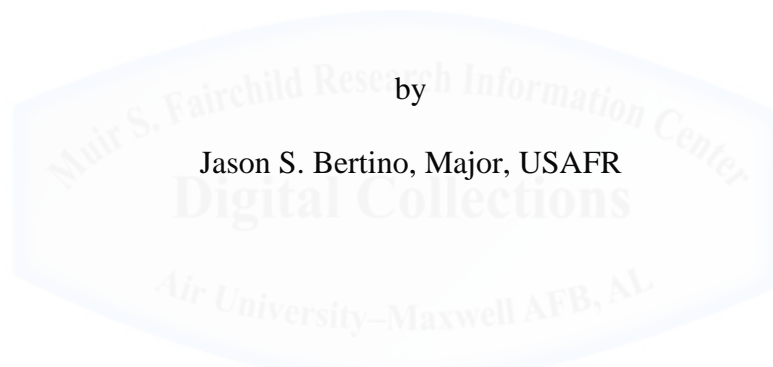 Muir S. Fairchild Research Information Center
by
Jason S. Bertino, Major, USAFR
Digital Collections
Air University–Maxwell AFB, AL